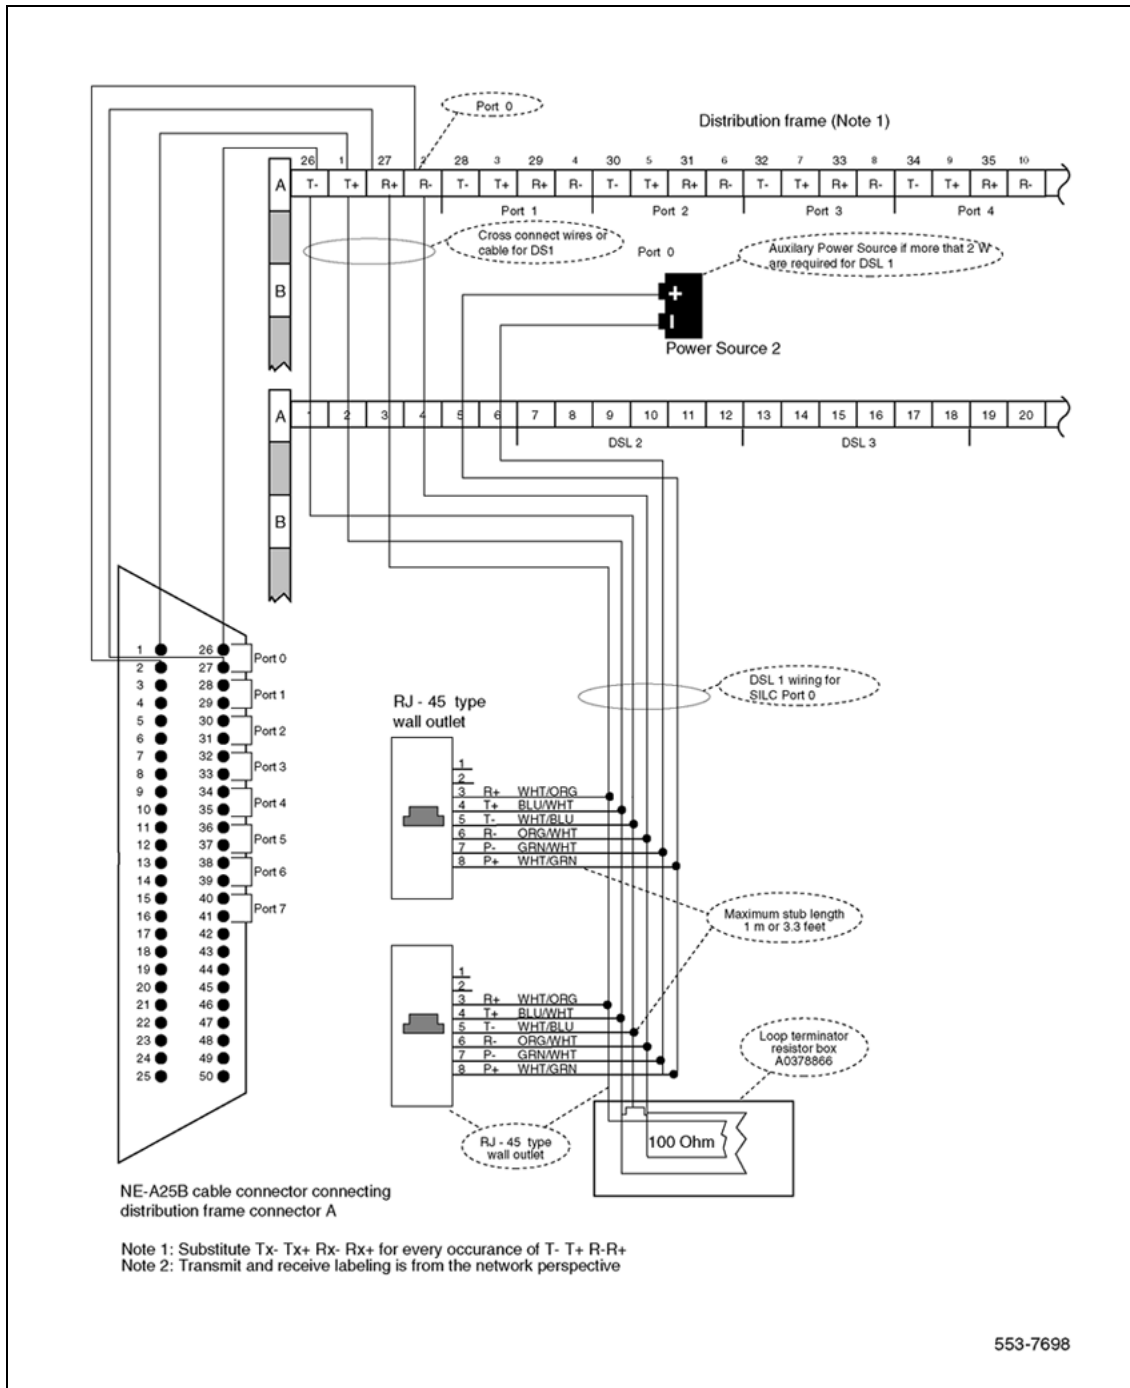 Port 0
Distribution frame (Note 1)
26 1 27 2 28 3 29 4 30 5 31 6 32 7 33 8 34 9 35 10
A T- T+ R+ R- T- T+ R+ R- T- T+ R+ R- T- T+ R+ R- T- T+ R+ R-
Port 1 Port 2 Port 3 Port 4
Cross connect wires or
cable for DS1
Port 0
Auxilary Power Source if more that 2 W
are required for DSL 1
B
+
Power Source 2
A 1 2 3 4 5 6 7 8 9 10 11 12 13 14 15 16 17 18 19 20
DSL 2 DSL 3
B
1 26
Port 0
2 27
3 28
Port 1
4 29
5 30
Port 2
6 31
7 32
Port 3
8 33
9 34
Port 4
10 35
11 36
Port 5
12 37
13 38
Port 6
14 39
15 40
Port 7
16 41
17 42
18 43
19 44
20 45
21 46
22 47
23 48
24 49
25 50
DSL 1 wiring for
SILC Port 0
RJ - 45 type
wall outlet
1
2
3 R+ WHT/ORG
4 T+ BLU/WHT
5 T- WHT/BLU
6 R- ORG/WHT
7 P- GRN/WHT
8 P+ WHT/GRN
Maximum stub length
1 m or 3.3 feet
1
2
3 R+ WHT/ORG
4 T+ BLU/WHT
5 T- WHT/BLU
6 R- ORG/WHT
7 P- GRN/WHT
8 P+ WHT/GRN
Loop terminator
resistor box
A0378866
RJ - 45 type
wall outlet
100 Ohm
NE-A25B cable connector connecting
distribution frame connector A
Note 1: Substitute Tx- Tx+ Rx- Rx+ for every occurance of T- T+ R-R+
Note 2: Transmit and receive labeling is from the network perspective
553-7698